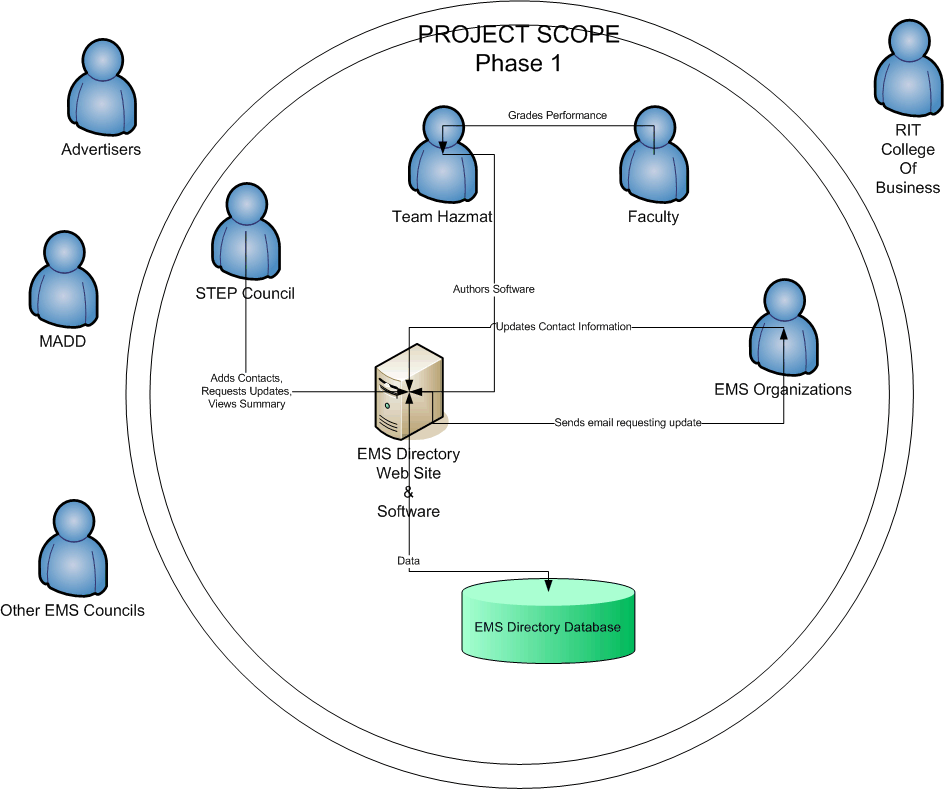 PROJECT SCOPE
Phase 1
Advertisers
RIT
College
Of
Business
Grades Performance
Team Hazmat
Faculty
STEP Council
MADD
Authors Software
Updates Contact Information
Adds Contacts,
Requests Updates,
Views Summary
EMS Organizations
Sends email requesting update
EMS Directory
Web Site
&
Software
Data
Other EMS Councils
EMS Directory Database